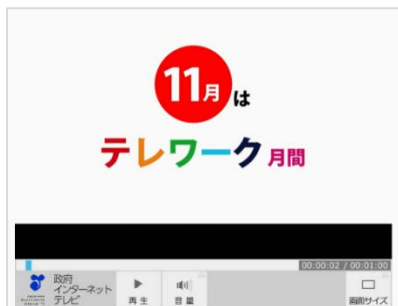 11月は
テレワーク月間
00:00:02 / 00:01:00
政府
インターネット
テレビ
再生
音量
画面サイズ